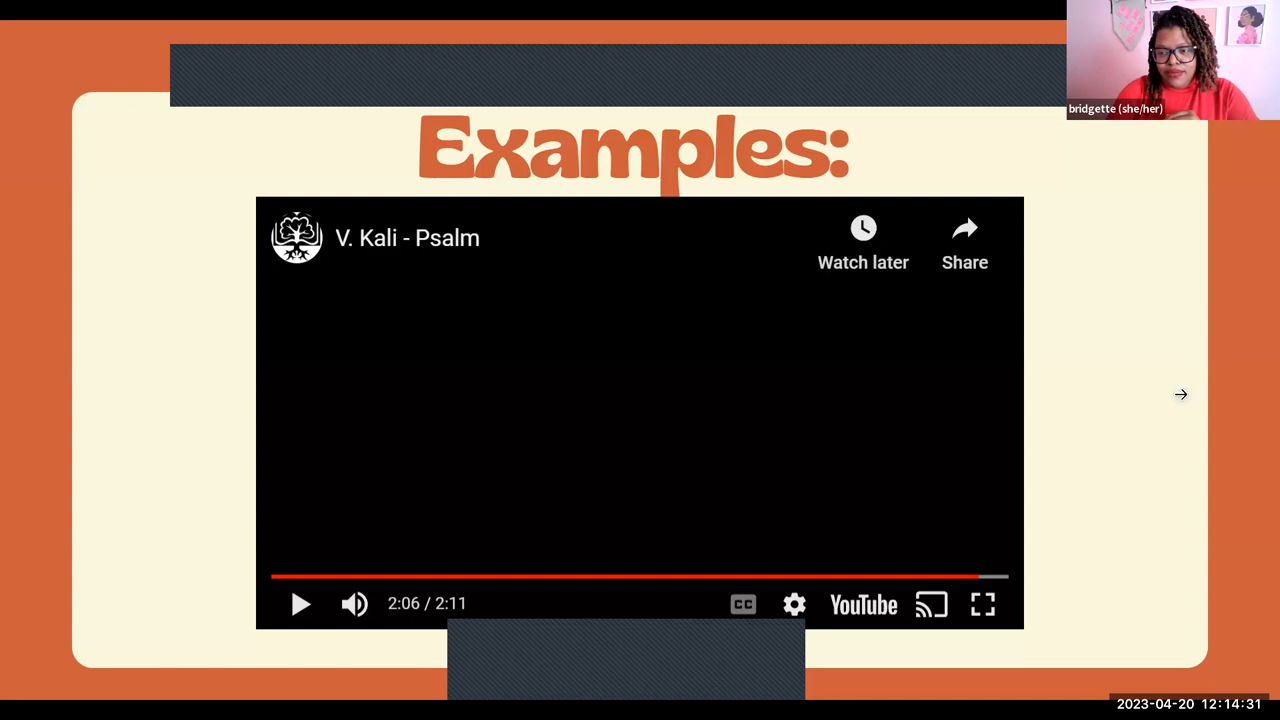 bridgette (she/her)
Examples:
V. Kali - Psalm
Watch later
Share
2:06 / 2:11
CC
YouTube
2023-04-20 12:14:31